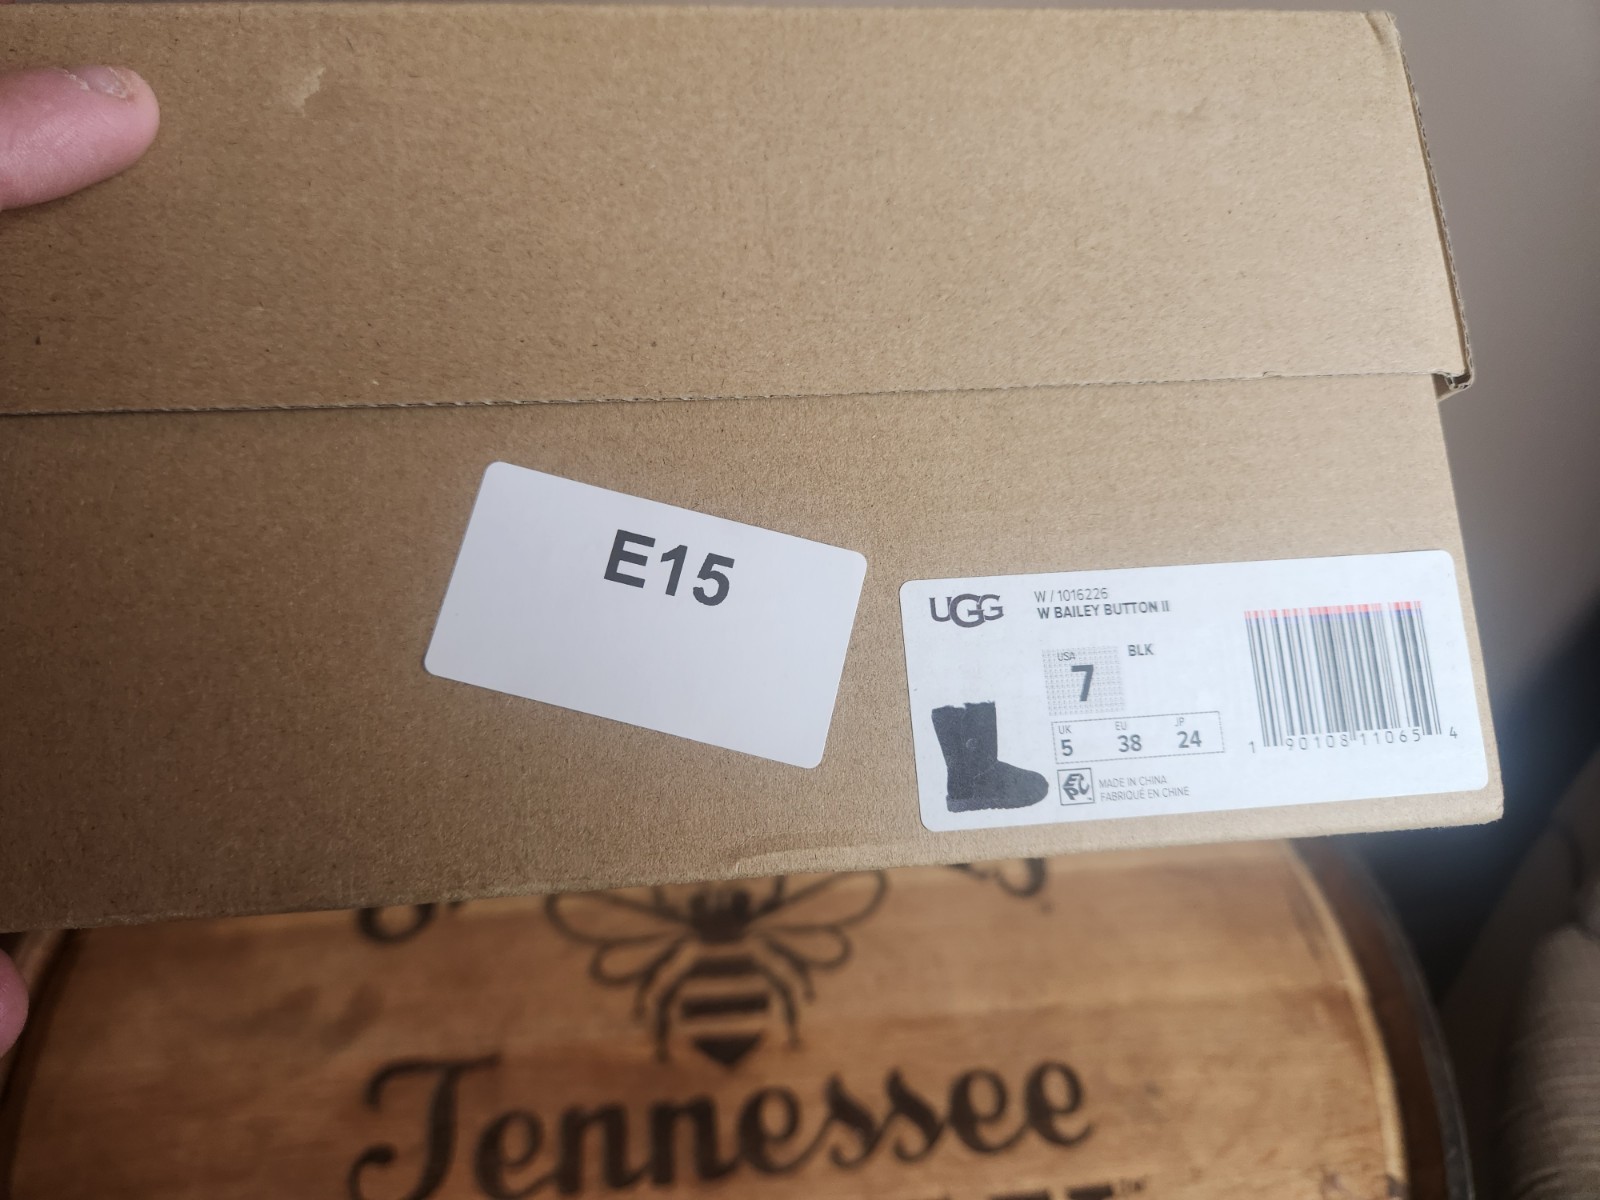 E15
UGG
W / 1016226
W BAILEY BUTTON II
USA
7
BLK
UK
5
EU
38
JP
24
1 90108 11065 4
MADE IN CHINA
FABRIQUÉ EN CHINE
Tennessee